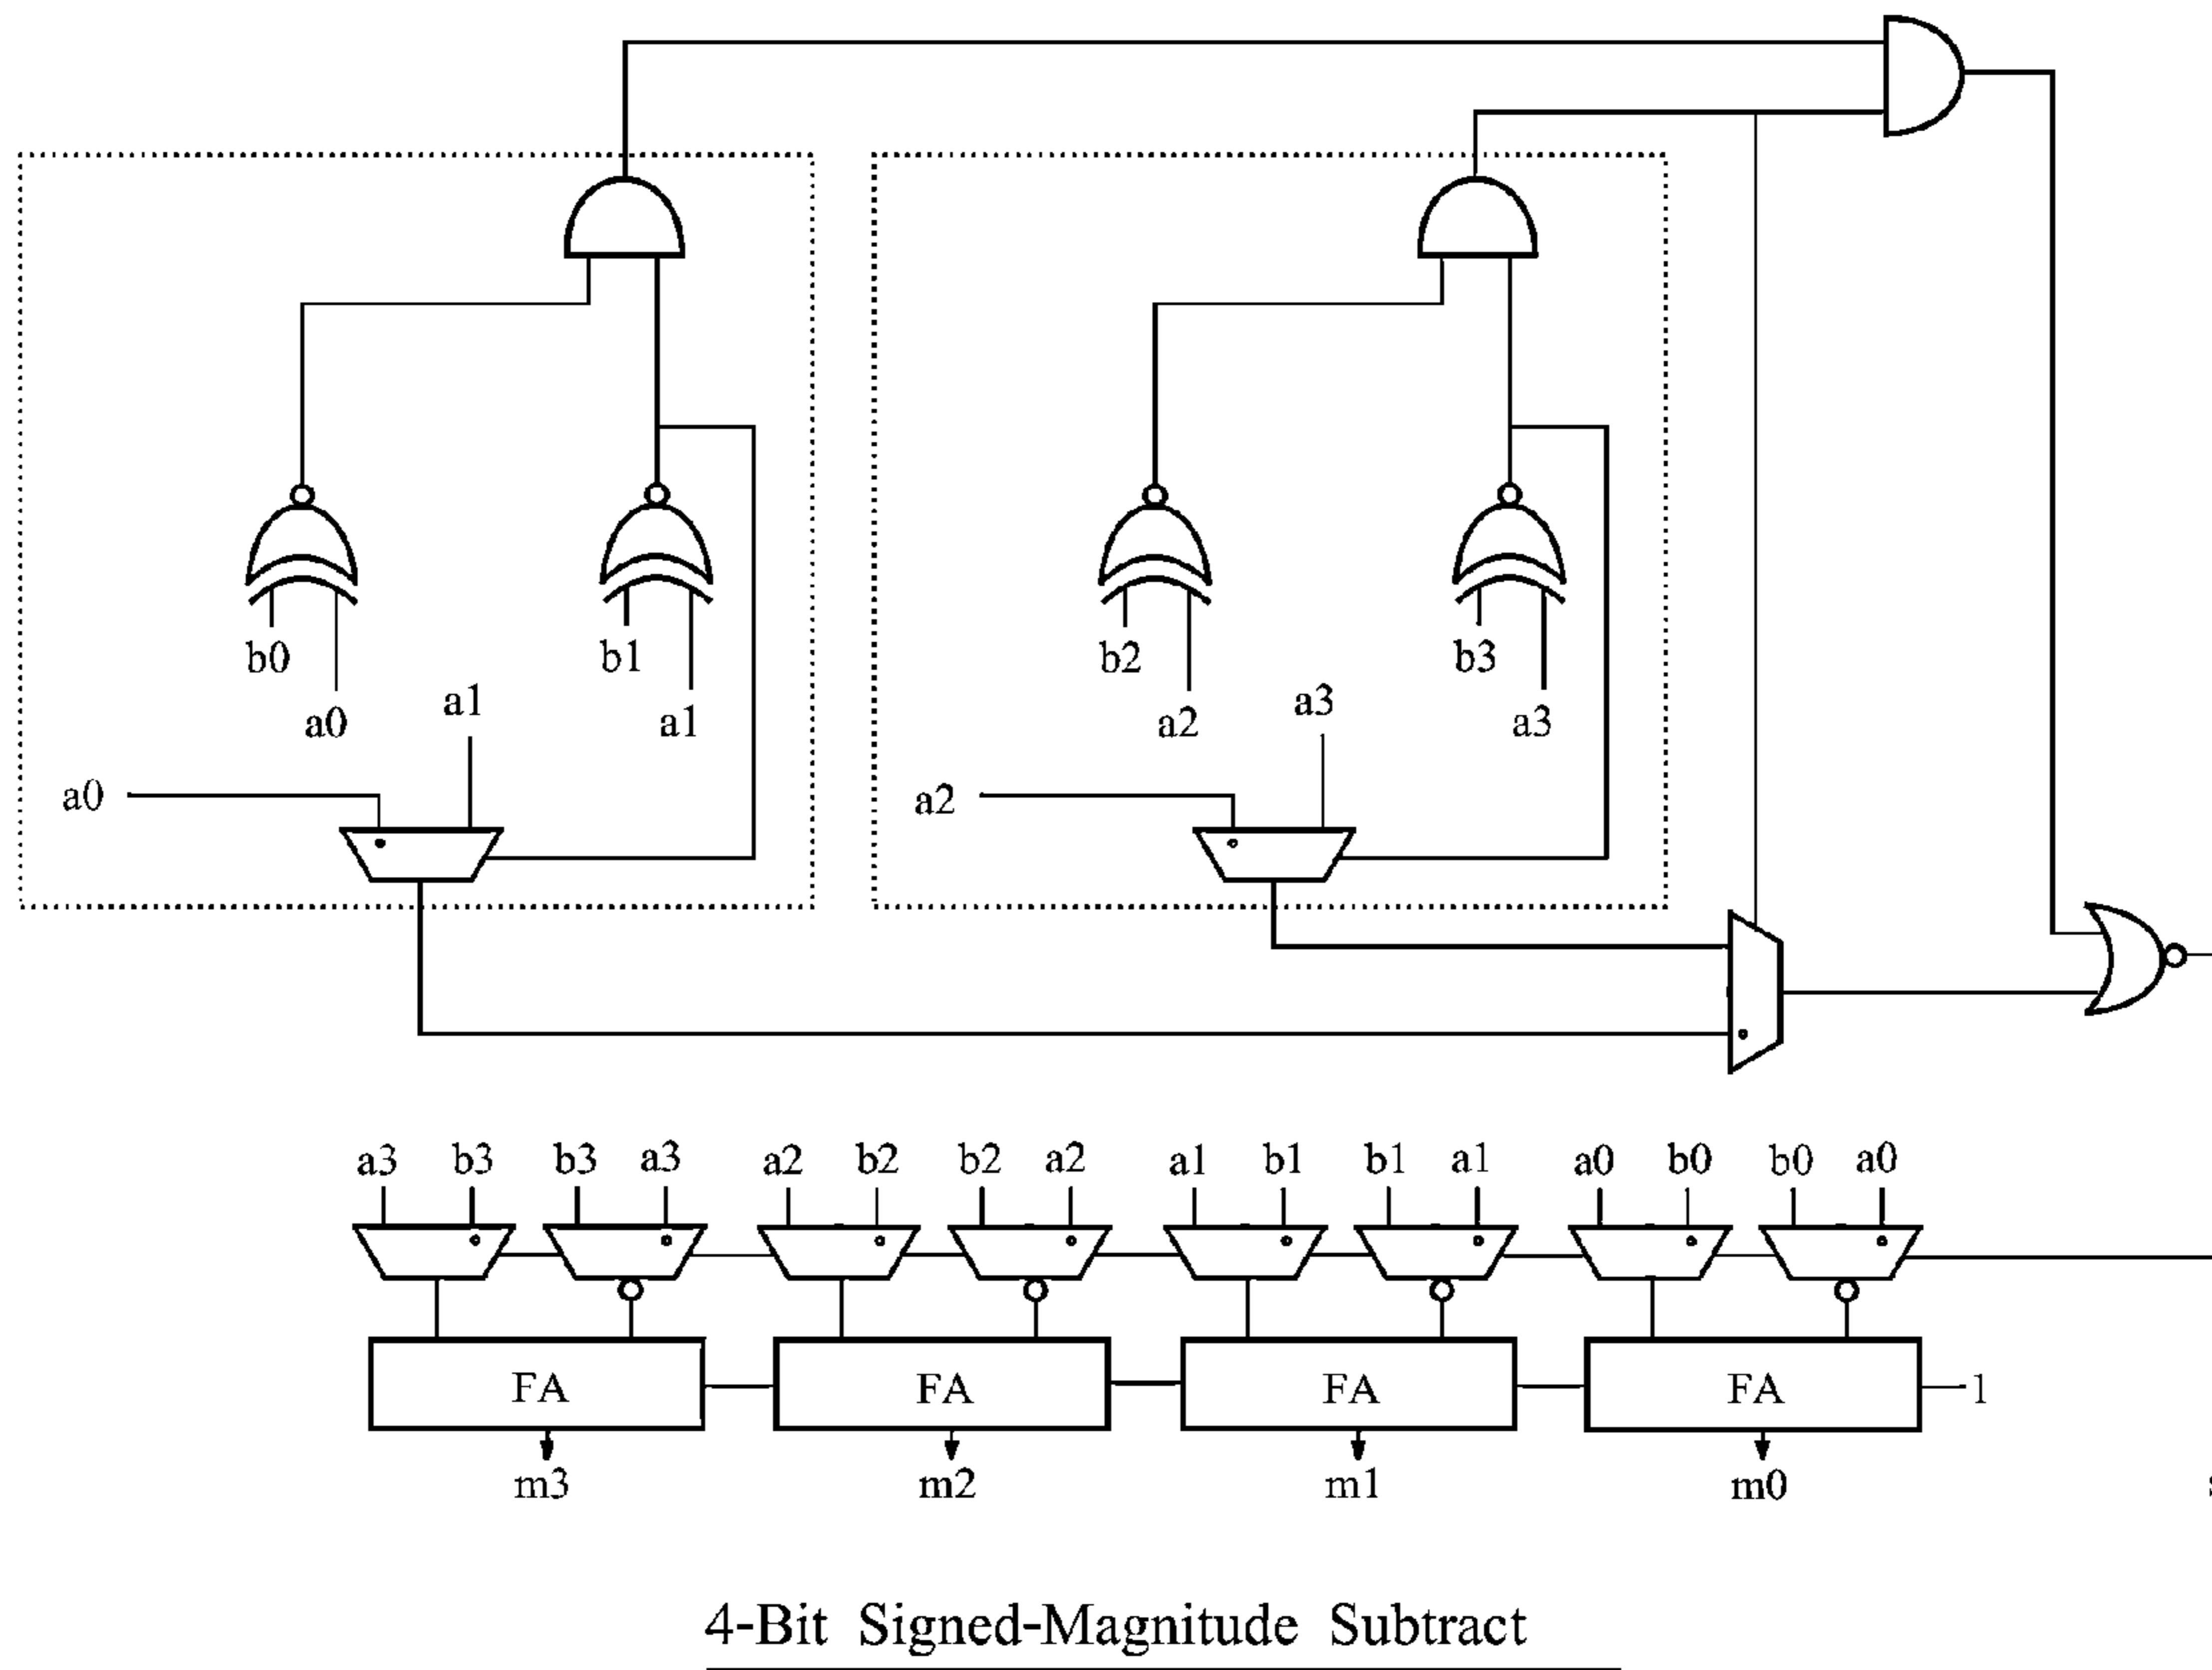 b0 b1 b2 b3
a0 a1 a1 a2 a3 a3
a0 a2
a3 b3 b3 a3 a2 b2 b2 a2 a1 b1 b1 a1 a0 b0 b0 a0
FA FA FA FA 1
m3 m2 m1 m0
4-Bit Signed-Magnitude Subtract